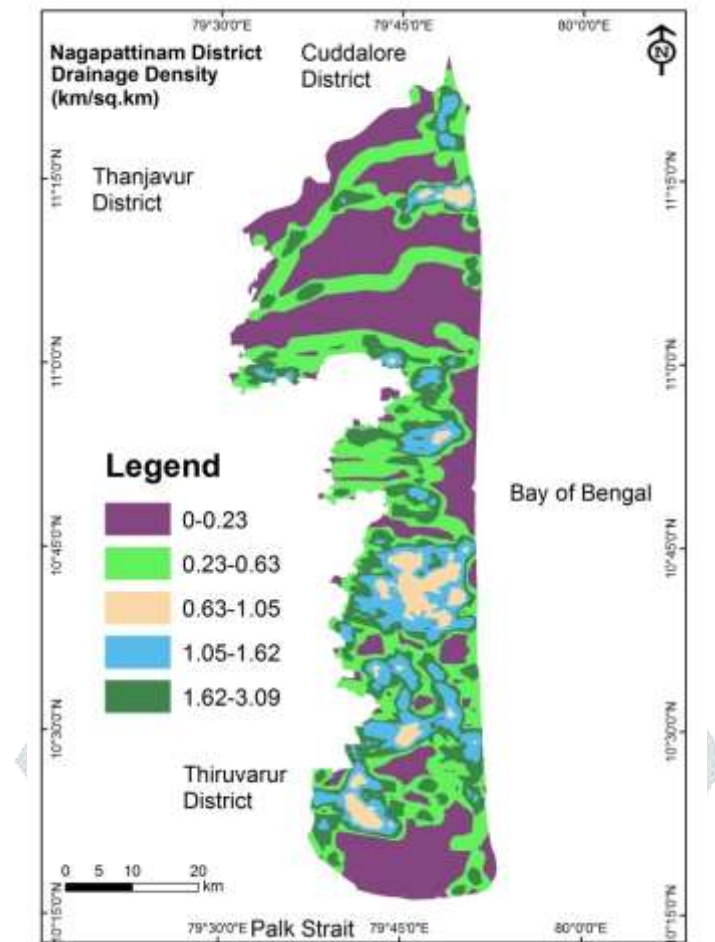 79°30'0"E 79°45'0"E 80°0'0"E
Nagapattinam District
Drainage Density
(km/sq.km)
Cuddalore
District
N
11°15'0"N
11°15'0"N
Thanjavur
District
11°0'0"N
11°0'0"N
Legend
0-0.23
0.23-0.63
0.63-1.05
1.05-1.62
1.62-3.09
Bay of Bengal
10°45'0"N
10°45'0"N
10°30'0"N
10°30'0"N
Thiruvarur
District
0 5 10 20
km
10°15'0"N
10°15'0"N
79°30'0"E 79°45'0"E 80°0'0"E
Palk Strait